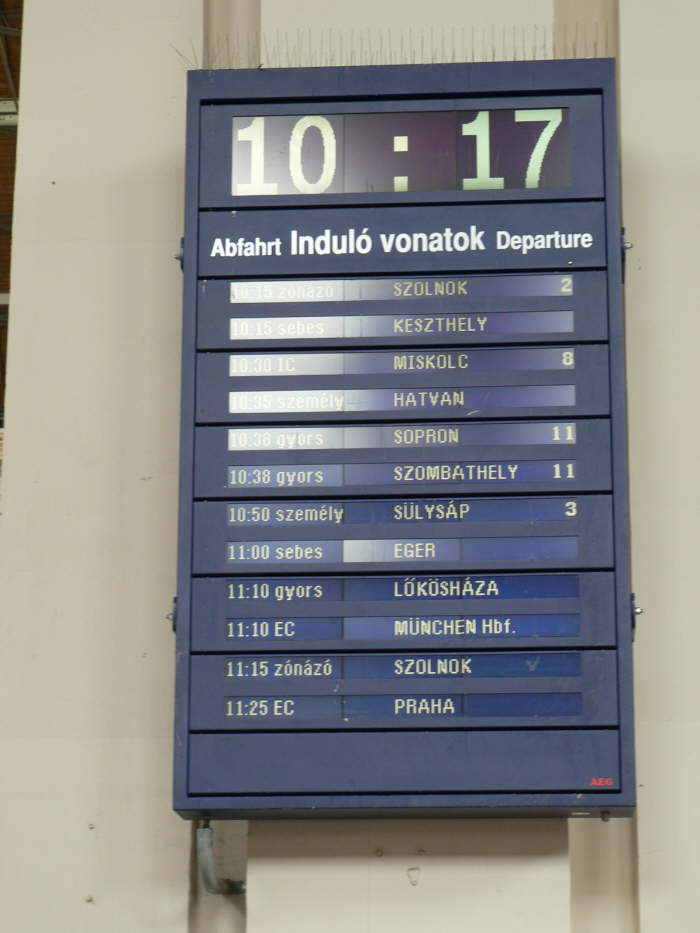 10:17
Abfahrt Induló vonatok Departure
10:15 zónázó SZOLNOK 2
10:15 sebes KESZTHELY
10:30 IC MISKOLC 8
10:35 személy HATVAN
10:38 gyors SOPRON 11
10:38 gyors SZOMBATHELY 11
10:50 személy SÜLYSÁP 3
11:00 sebes EGER
11:10 gyors LŐKÖSHÁZA
11:10 EC MÜNCHEN Hbf.
11:15 zónázó SZOLNOK
11:25 EC PRAHA
AEG